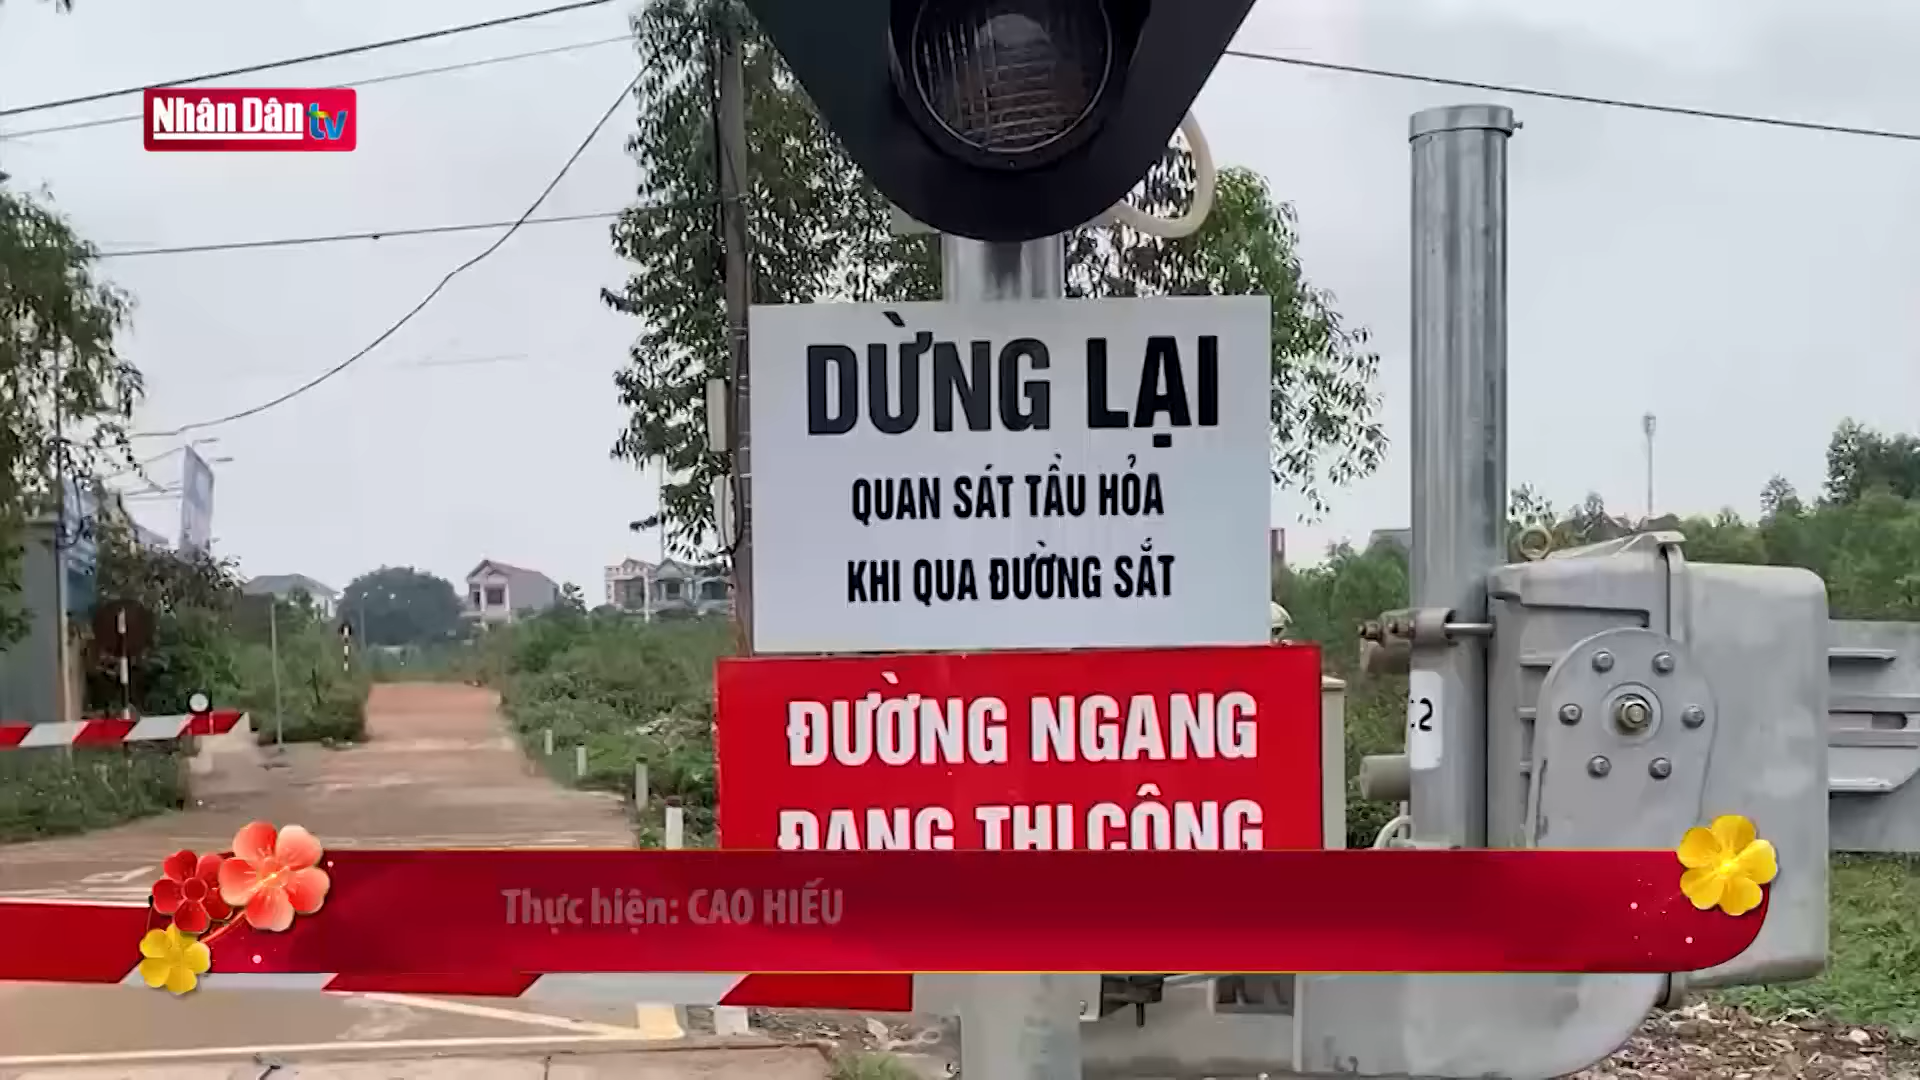 Nhân Dân tv
DỪNG LẠI
QUAN SÁT TẦU HỎA
KHI QUA ĐƯỜNG SẮT
C2
ĐƯỜNG NGANG
ĐANG THI CÔNG
Thực hiện: CAO HIẾU